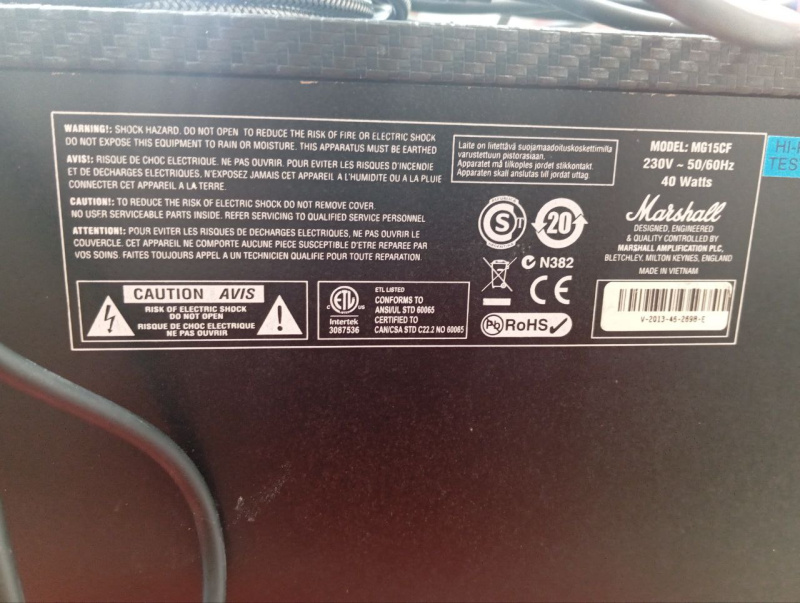 WARNING!: SHOCK HAZARD. DO NOT OPEN TO REDUCE THE RISK OF FIRE OR ELECTRIC SHOCK
DO NOT EXPOSE THIS EQUIPMENT TO RAIN OR MOISTURE. THIS APPARATUS MUST BE EARTHED
AVIS!: RISQUE DE CHOC ELECTRIQUE. NE PAS OUVRIR. POUR EVITER LES RISQUES D'INCENDIE
ET DE DECHARGES ELECTRIQUES, N'EXPOSEZ JAMAIS CET APPAREIL A L'HUMIDITE OU A LA PLUIE
CONNECTER CET APPAREIL A LA TERRE.
CAUTION!: TO REDUCE THE RISK OF ELECTRIC SHOCK DO NOT REMOVE COVER.
NO USER SERVICEABLE PARTS INSIDE. REFER SERVICING TO QUALIFIED SERVICE PERSONNEL
ATTENTION!: POUR EVITER LES RISQUES DE DECHARGES ELECTRIQUES, NE PAS OUVRIR LE
COUVERCLE. CET APPAREIL NE COMPORTE AUCUNE PIECE SUSCEPTIBLE D'ETRE REPAREE PAR
VOS SOINS. FAITES TOUJOURS APPEL A UN TECHNICIEN QUALIFIE POUR TOUTE REPARATION.
CAUTION AVIS
RISK OF ELECTRIC SHOCK
DO NOT OPEN
RISQUE DE CHOC ELECTRIQUE
NE PAS OUVRIR
!
C ETL
Intertek
3087536
ETL LISTED
CONFORMS TO
ANSI/UL STD 60065
CERTIFIED TO
CAN/CSA STD C22.2 NO 60065
Laite on liitettävä suojamaadoituskoskettimilla
varustettuun pistorasiaan.
Apparatet må tilkoples jordet stikkontakt.
Apparaten skall anslutas till jordat uttag.
S T
20
N382
CE
Pb RoHS
MODEL: MG15CF
230V ~ 50/60Hz
40 Watts
Marshall
DESIGNED, ENGINEERED
& QUALITY CONTROLLED BY
MARSHALL AMPLIFICATION PLC,
BLETCHLEY, MILTON KEYNES, ENGLAND
MADE IN VIETNAM
V-2013-46-2698-E